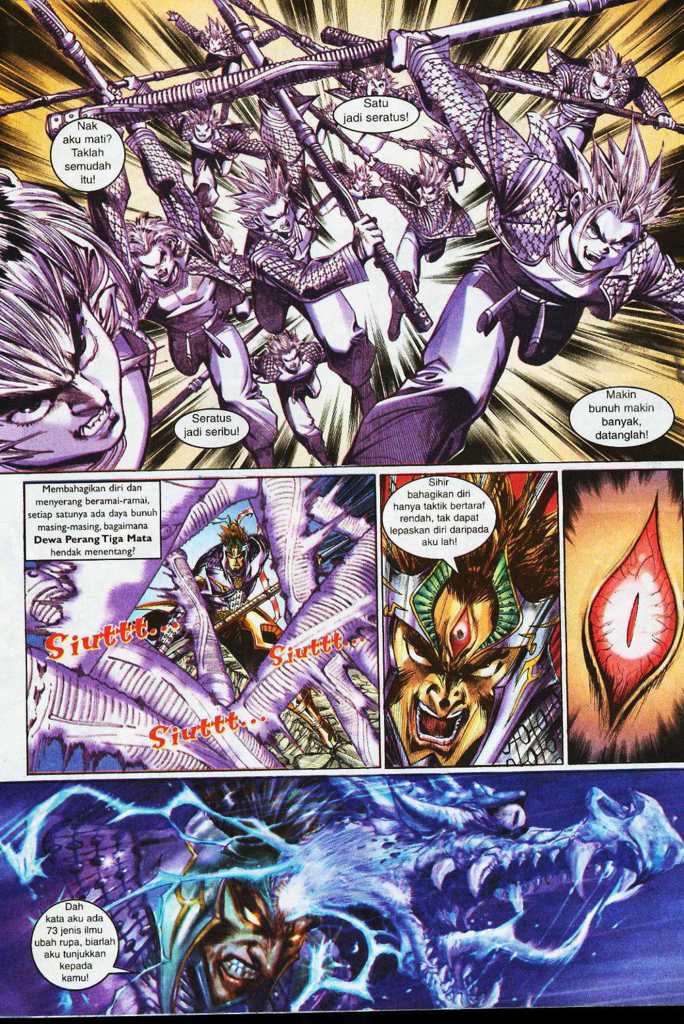 Nak
aku mati?
Taklah
semudah
itu!
Satu
jadi seratus!
Seratus
jadi seribu!
Makin
bunuh makin
banyak,
datanglah!
Membahagikan diri dan
menyerang beramai-ramai,
setiap satunya ada daya bunuh
masing-masing, bagaimana
Dewa Perang Tiga Mata
hendak menentang?
Siuttt...
Siuttt...
Siuttt...
Sihir
bahagikan diri
hanya taktik bertaraf
rendah, tak dapat
lepaskan diri daripada
aku lah!
Dah
kata aku ada
73 jenis ilmu
ubah rupa, biarlah
aku tunjukkan
kepada
kamu!